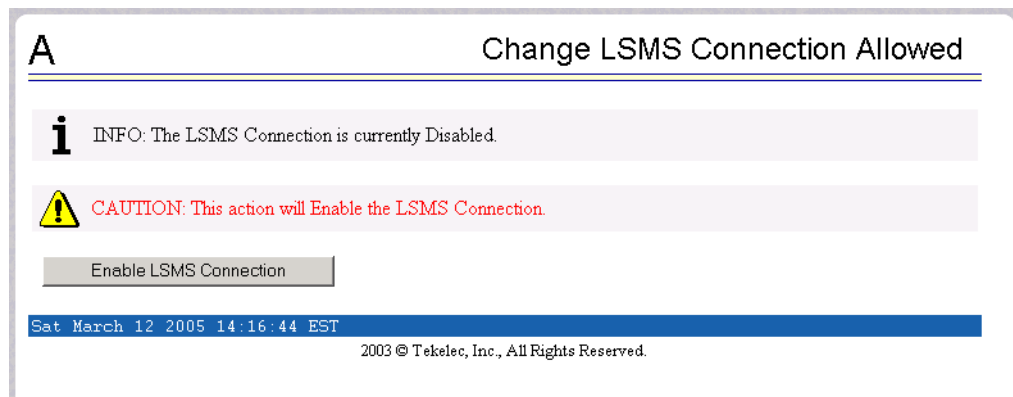 A
Change LSMS Connection Allowed
i
INFO: The LSMS Connection is currently Disabled.
CAUTION: This action will Enable the LSMS Connection.
Enable LSMS Connection
Sat March 12 2005 14:16:44 EST
2003 © Tekelec, Inc., All Rights Reserved.